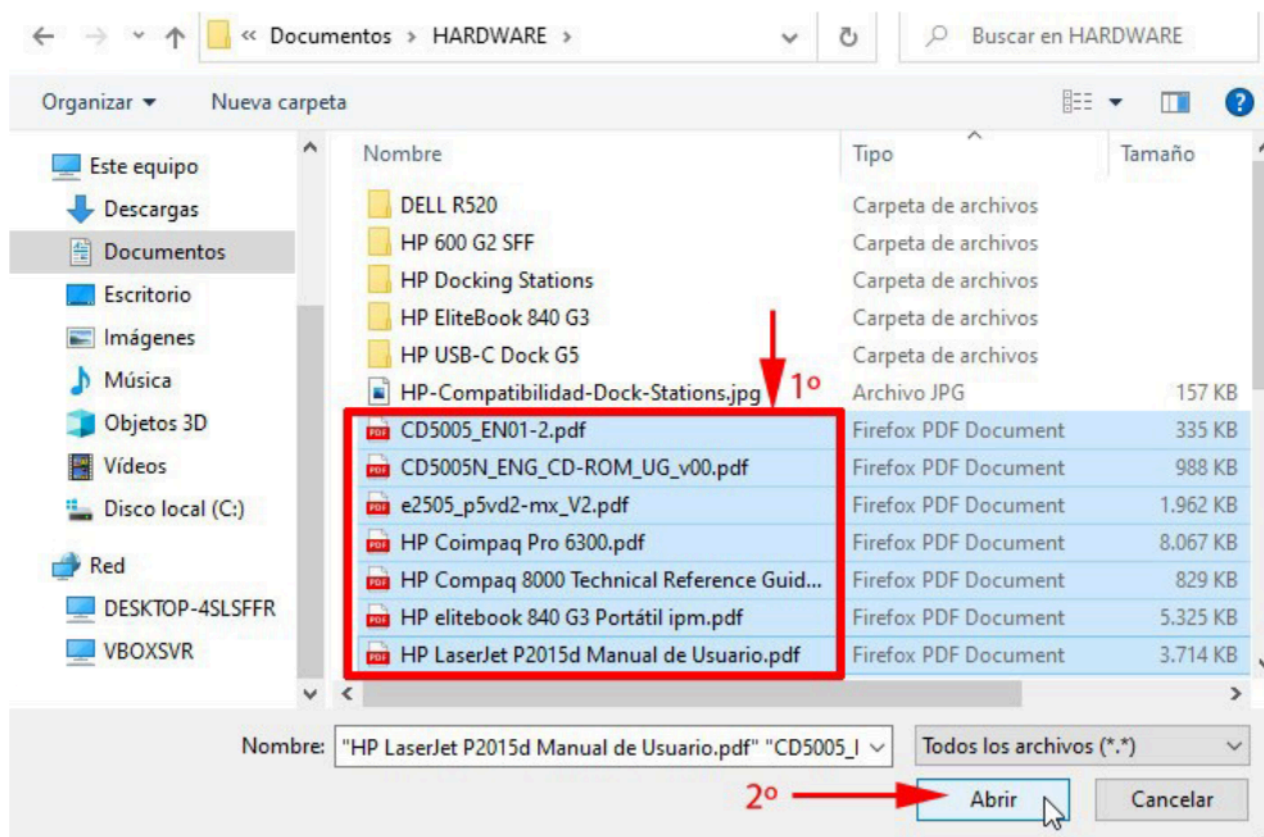 « Documentos › HARDWARE ›
Buscar en HARDWARE
Organizar
Nueva carpeta
Este equipo
Descargas
Documentos
Escritorio
Imágenes
Música
Objetos 3D
Vídeos
Disco local (C:)
Red
DESKTOP-4SLSFFR
VBOXSVR
Nombre Tipo Tamaño
DELL R520 Carpeta de archivos
HP 600 G2 SFF Carpeta de archivos
HP Docking Stations Carpeta de archivos
HP EliteBook 840 G3 Carpeta de archivos
HP USB-C Dock G5 Carpeta de archivos
HP-Compatibilidad-Dock-Stations.jpg Archivo JPG 157 KB
1º
CD5005_EN01-2.pdf Firefox PDF Document 335 KB
CD5005N_ENG_CD-ROM_UG_v00.pdf Firefox PDF Document 988 KB
e2505_p5vd2-mx_V2.pdf Firefox PDF Document 1.962 KB
HP Coimpaq Pro 6300.pdf Firefox PDF Document 8.067 KB
HP Compaq 8000 Technical Reference Guid... Firefox PDF Document 829 KB
HP elitebook 840 G3 Portátil ipm.pdf Firefox PDF Document 5.325 KB
HP LaserJet P2015d Manual de Usuario.pdf Firefox PDF Document 3.714 KB
Nombre: "HP LaserJet P2015d Manual de Usuario.pdf" "CD5005_I Todos los archivos (*.*)
2º Abrir Cancelar